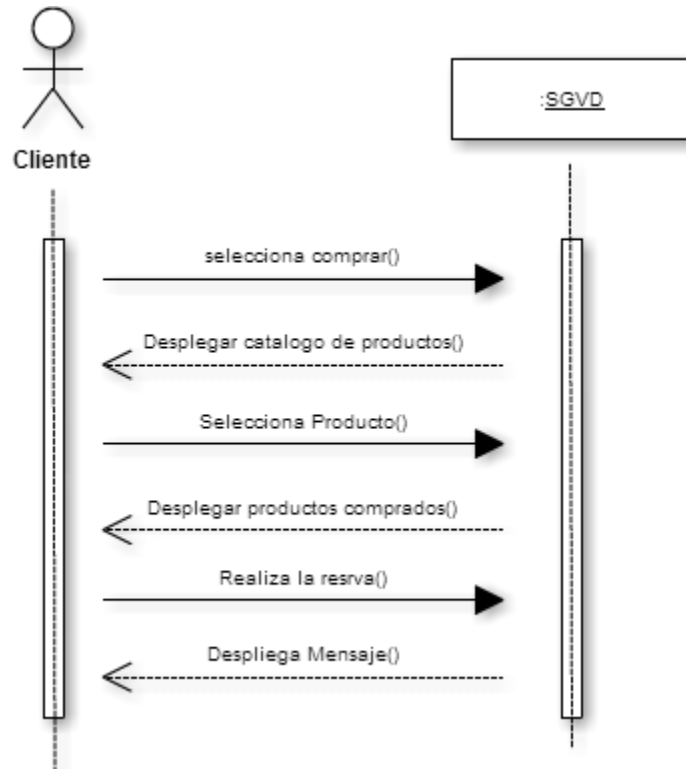 Cliente
:SGVD
selecciona comprar()
Desplegar catalogo de productos()
Selecciona Producto()
Desplegar productos comprados()
Realiza la resrva()
Despliega Mensaje()